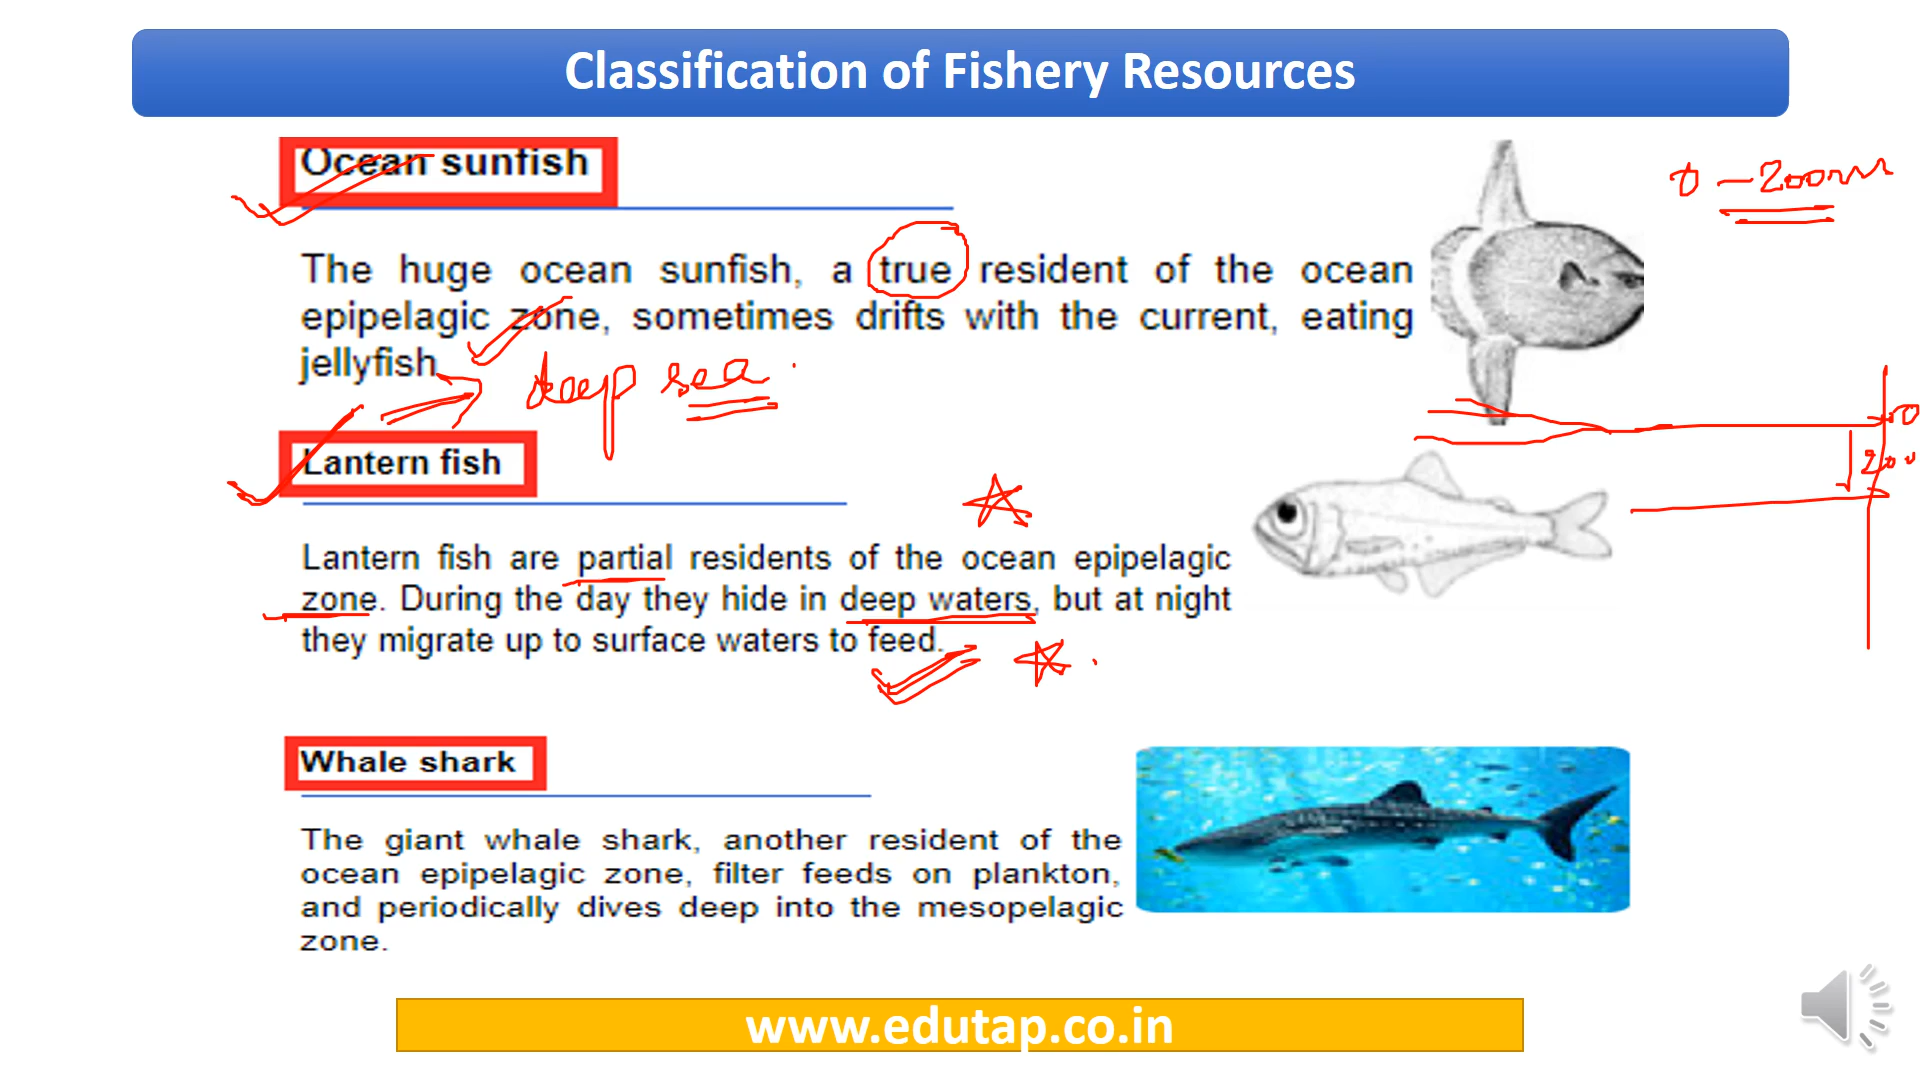 Classification of Fishery Resources
Ocean sunfish
0 - 200m
The huge ocean sunfish, a true resident of the ocean
epipelagic zone, sometimes drifts with the current, eating
jellyfish.
deep sea.
Lantern fish
0
200
Lantern fish are partial residents of the ocean epipelagic
zone. During the day they hide in deep waters, but at night
they migrate up to surface waters to feed.
Whale shark
The giant whale shark, another resident of the
ocean epipelagic zone, filter feeds on plankton,
and periodically dives deep into the mesopelagic
zone.
www.edutap.co.in